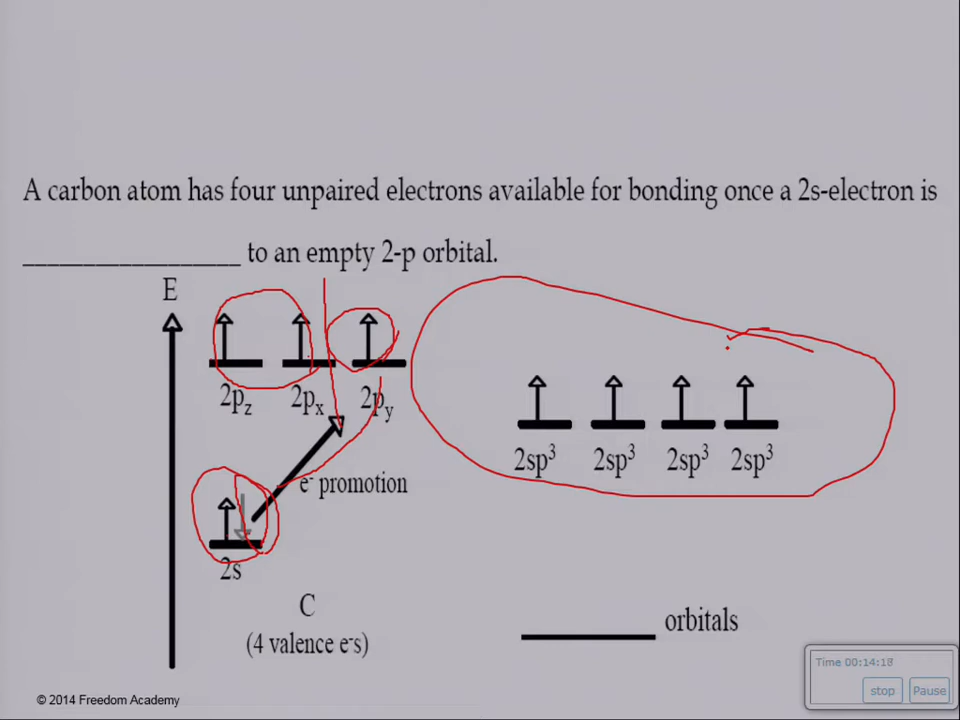 A carbon atom has four unpaired electrons available for bonding once a 2s-electron is
__________________ to an empty 2-p orbital.
E
2pz 2px 2py
2sp³ 2sp³ 2sp³ 2sp³
e⁻ promotion
2s
C
(4 valence e⁻s)
___________ orbitals
Time 00:14:18
stop Pause
© 2014 Freedom Academy